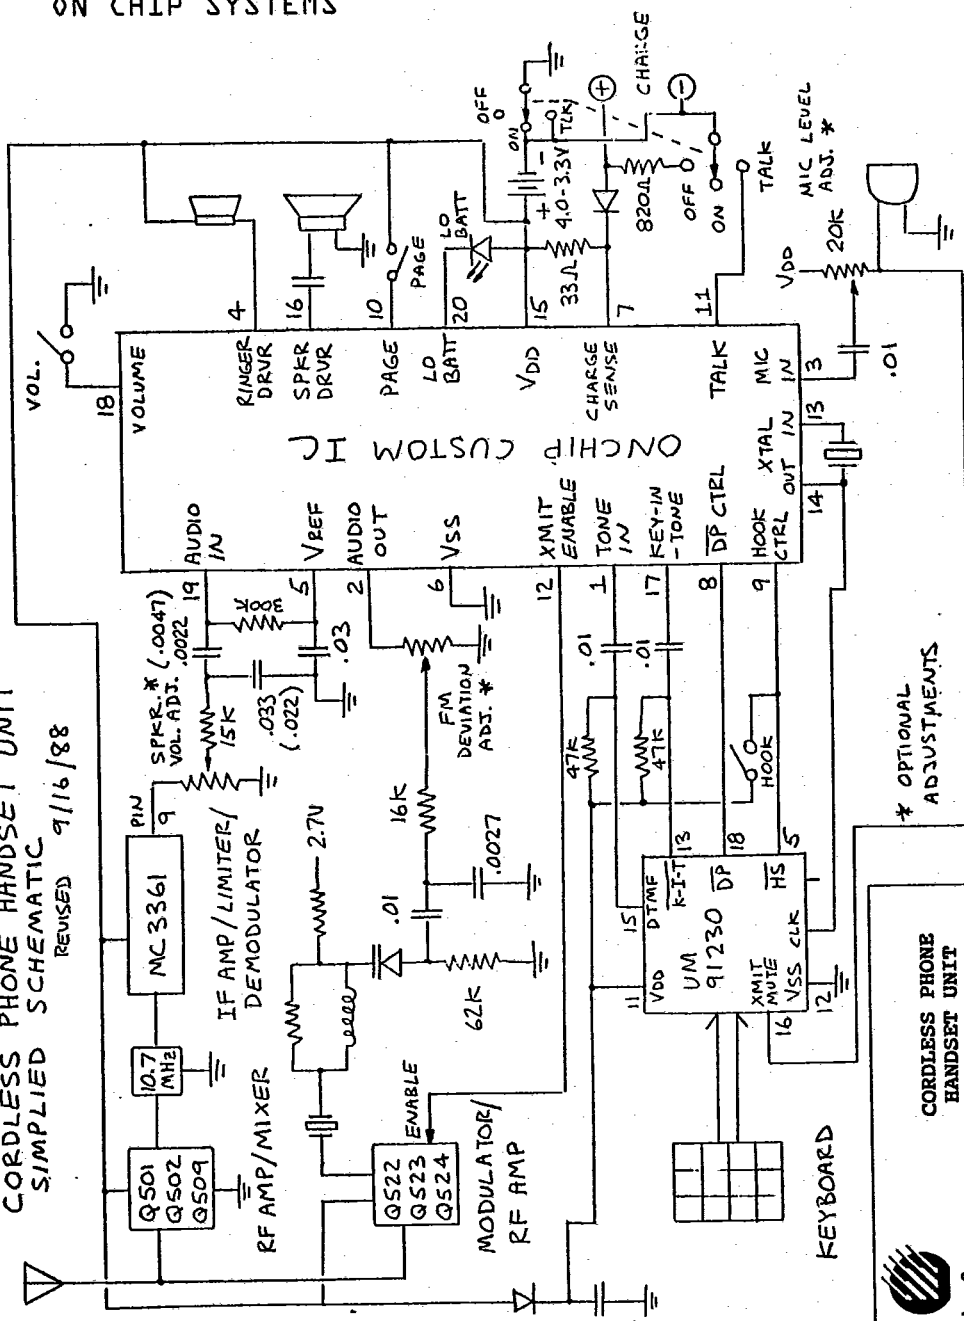 ON CHIP SYSTEMS
CORDLESS PHONE HANDSET UNIT
SIMPLIED SCHEMATIC
REVISED 9/16/88
Q501
Q502
Q509
RF AMP/MIXER
10.7
MHz
MC3361
PIN
9
IF AMP/LIMITER/
DEMODULATOR
SPKR.*
VOL. ADJ.
15K
(.0047)
.0022
.033
(.022)
300K
.03
VOL.
18
VOLUME
19
AUDIO
IN
5
VREF
2
AUDIO
OUT
6
VSS
12
XMIT
ENABLE
1
TONE
IN
17
KEY-IN
-TONE
8
DP CTRL
9
HOOK
CTRL
ONCHIP CUSTOM IC
4
RINGER
DRVR
16
SPKR
DRVR
10
PAGE
PAGE
20
LO
BATT
LO
BATT
15
VDD
7
CHARGE
SENSE
11
TALK
3
MIC
IN
13
IN
XTAL
14
OUT
OFF
ON
TLK
+
-
4.0-3.3V
33Ω
820Ω
+
CHARGE
-
OFF
ON
TALK
VDD
20K
MIC LEVEL
ADJ. *
.01
2.7V
16K
FM
DEVIATION
ADJ. *
.01
.0027
62K
Q522
Q523
Q524
ENABLE
MODULATOR/
RF AMP
47K
.01
47K
.01
HOOK
11
VDD
15
DTMF
13
K-I-T
18
DP
5
HS
UM
91230
XMIT
MUTE
16
VSS
12
CLK
KEYBOARD
* OPTIONAL
ADJUSTMENTS
CORDLESS PHONE
HANDSET UNIT